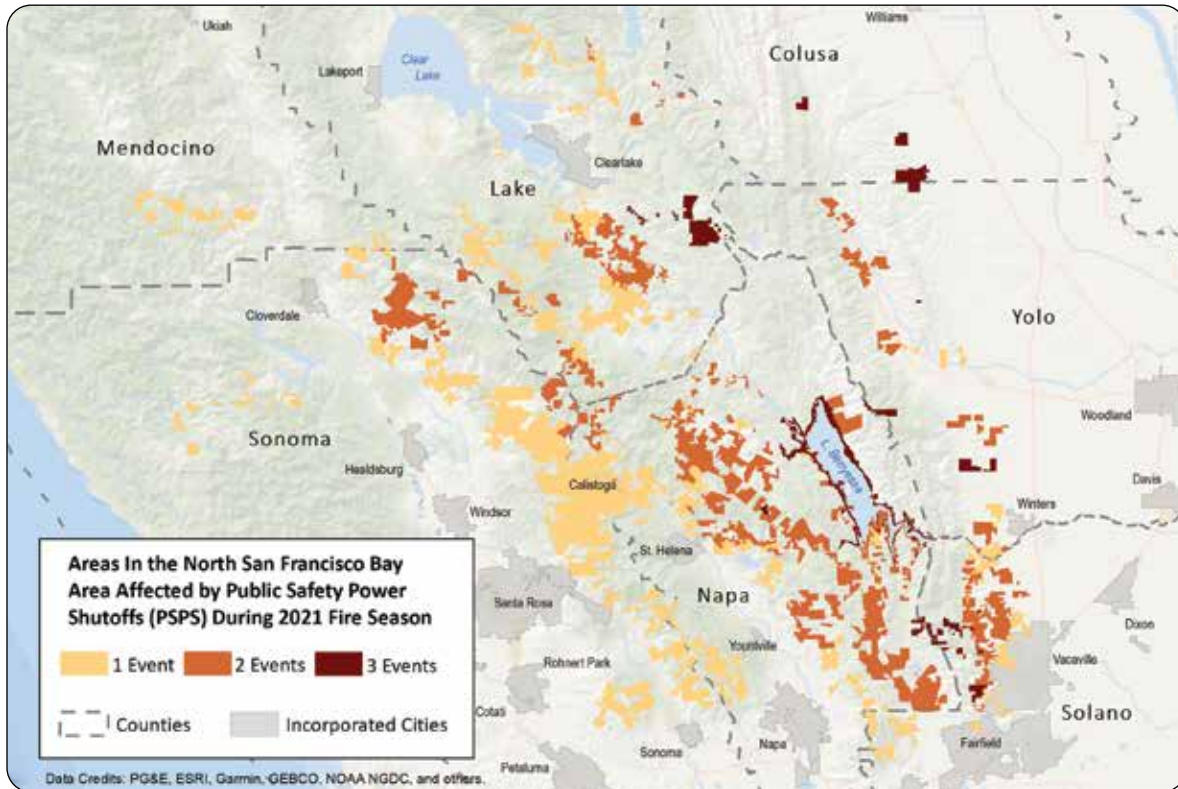 Ukiah
Williams
Colusa
Clear
Lake
Lakeport
Mendocino
Clearlake
Lake
Cloverdale
Yolo
Woodland
Sonoma
L. Berryessa
Healdsburg
Calistoga
Davis
Windsor
Winters
St. Helena
Areas In the North San Francisco Bay
Area Affected by Public Safety Power
Shutoffs (PSPS) During 2021 Fire Season
1 Event
2 Events
3 Events
Counties
Incorporated Cities
Santa Rosa
Napa
Dixon
Yountville
Rohnert Park
Vacaville
Cotati
Solano
Sonoma
Napa
Fairfield
Petaluma
Data Credits: PG&E, ESRI, Garmin, GEBCO, NOAA NGDC, and others.